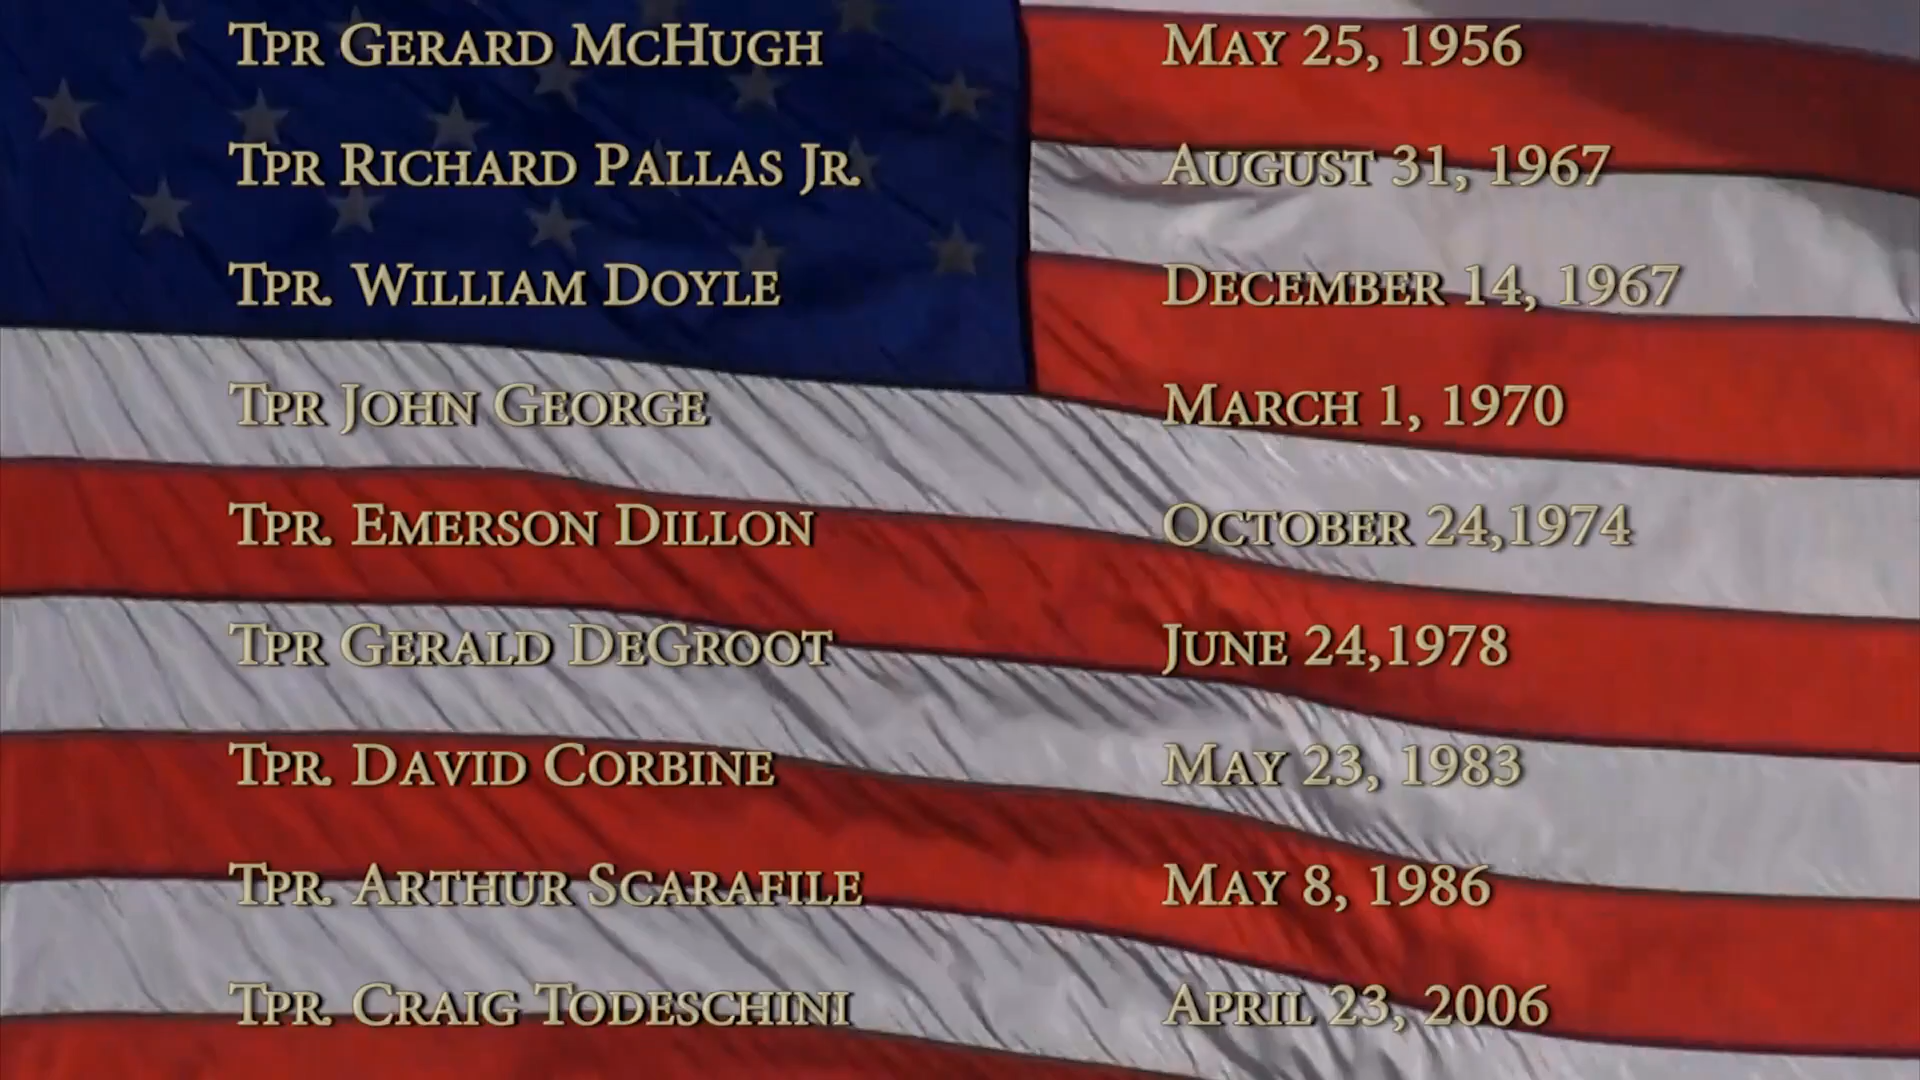 Tpr Gerard McHugh May 25, 1956
Tpr Richard Pallas Jr. August 31, 1967
Tpr. William Doyle December 14, 1967
Tpr John George March 1, 1970
Tpr. Emerson Dillon October 24,1974
Tpr Gerald DeGroot June 24,1978
Tpr. David Corbine May 23, 1983
Tpr. Arthur Scarafile May 8, 1986
Tpr. Craig Todeschini April 23, 2006